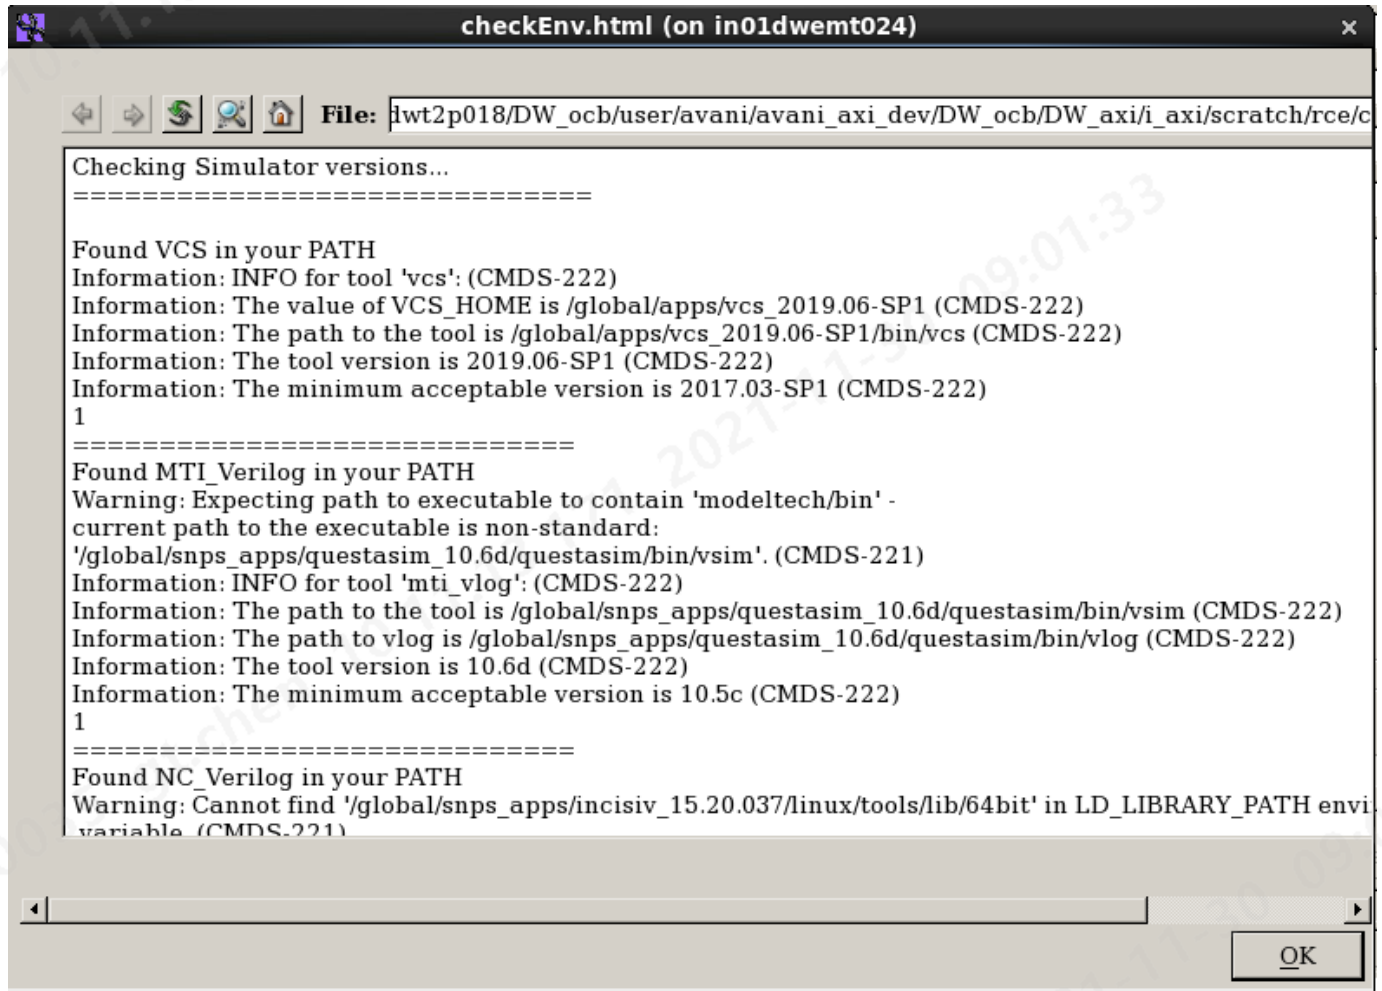 checkEnv.html (on in01dwemt024)
File: dwt2p018/DW_ocb/user/avani/avani_axi_dev/DW_ocb/DW_axi/i_axi/scratch/rce/c
Checking Simulator versions...
==============================
Found VCS in your PATH
Information: INFO for tool 'vcs': (CMDS-222)
Information: The value of VCS_HOME is /global/apps/vcs_2019.06-SP1 (CMDS-222)
Information: The path to the tool is /global/apps/vcs_2019.06-SP1/bin/vcs (CMDS-222)
Information: The tool version is 2019.06-SP1 (CMDS-222)
Information: The minimum acceptable version is 2017.03-SP1 (CMDS-222)
1
=============================
Found MTI_Verilog in your PATH
Warning: Expecting path to executable to contain 'modeltech/bin' -
current path to the executable is non-standard:
'/global/snps_apps/questasim_10.6d/questasim/bin/vsim'. (CMDS-221)
Information: INFO for tool 'mti_vlog': (CMDS-222)
Information: The path to the tool is /global/snps_apps/questasim_10.6d/questasim/bin/vsim (CMDS-222)
Information: The path to vlog is /global/snps_apps/questasim_10.6d/questasim/bin/vlog (CMDS-222)
Information: The tool version is 10.6d (CMDS-222)
Information: The minimum acceptable version is 10.5c (CMDS-222)
1
=============================
Found NC_Verilog in your PATH
Warning: Cannot find '/global/snps_apps/incisiv_15.20.037/linux/tools/lib/64bit' in LD_LIBRARY_PATH envi
variable. (CMDS-221)
OK